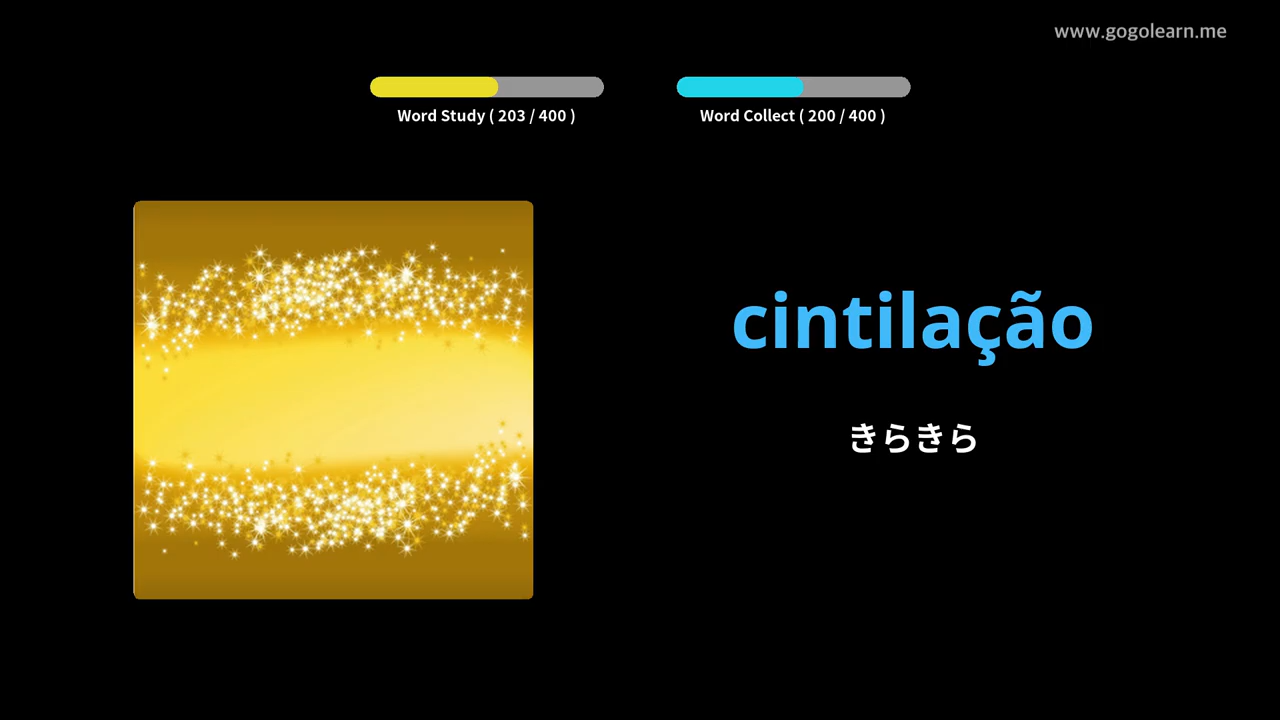 www.gogolearn.me
Word Study ( 203 / 400 )
Word Collect ( 200 / 400 )
cintilação
きらきら